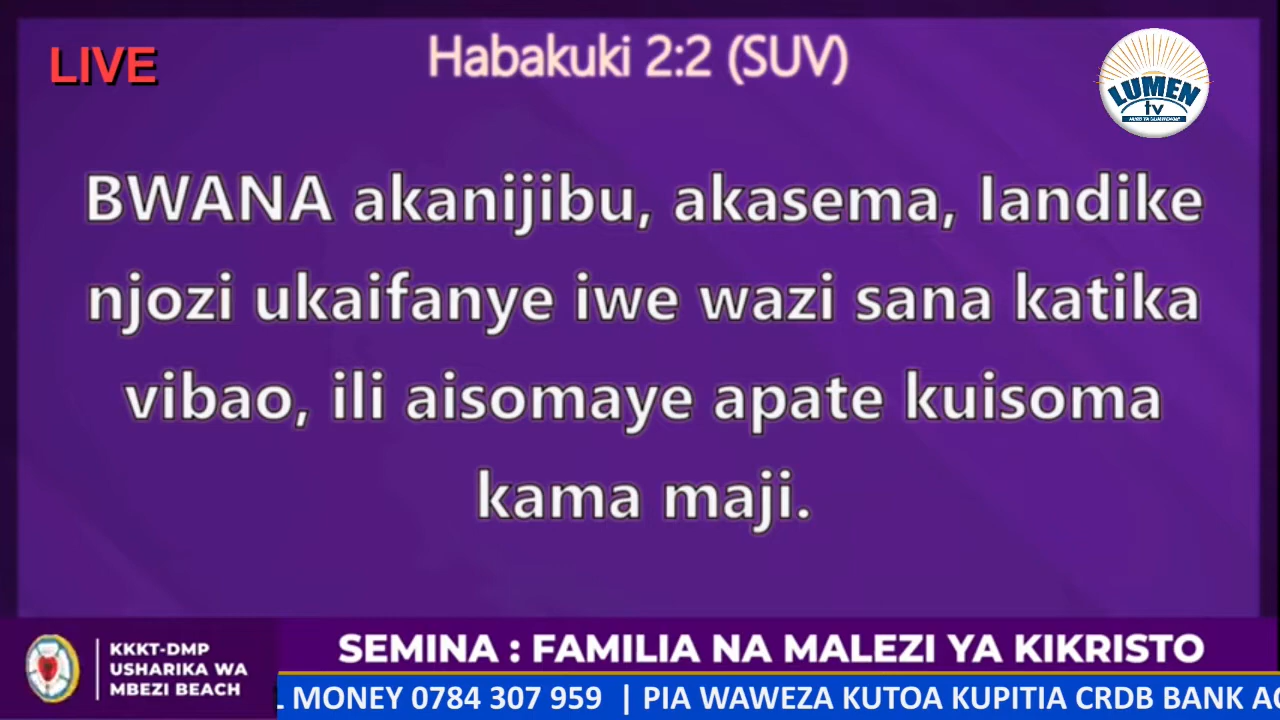 LIVE
Habakuki 2:2 (SUV)
LUMEN
tv
BWANA akanijibu, akasema, Iandike
njozi ukaifanye iwe wazi sana katika
vibao, ili aisomaye apate kuisoma
kama maji.
KKKT-DMP
USHARIKA WA
MBEZI BEACH
SEMINA : FAMILIA NA MALEZI YA KIKRISTO
MONEY 0784 307 959 | PIA WAWEZA KUTOA KUPITIA CRDB BANK